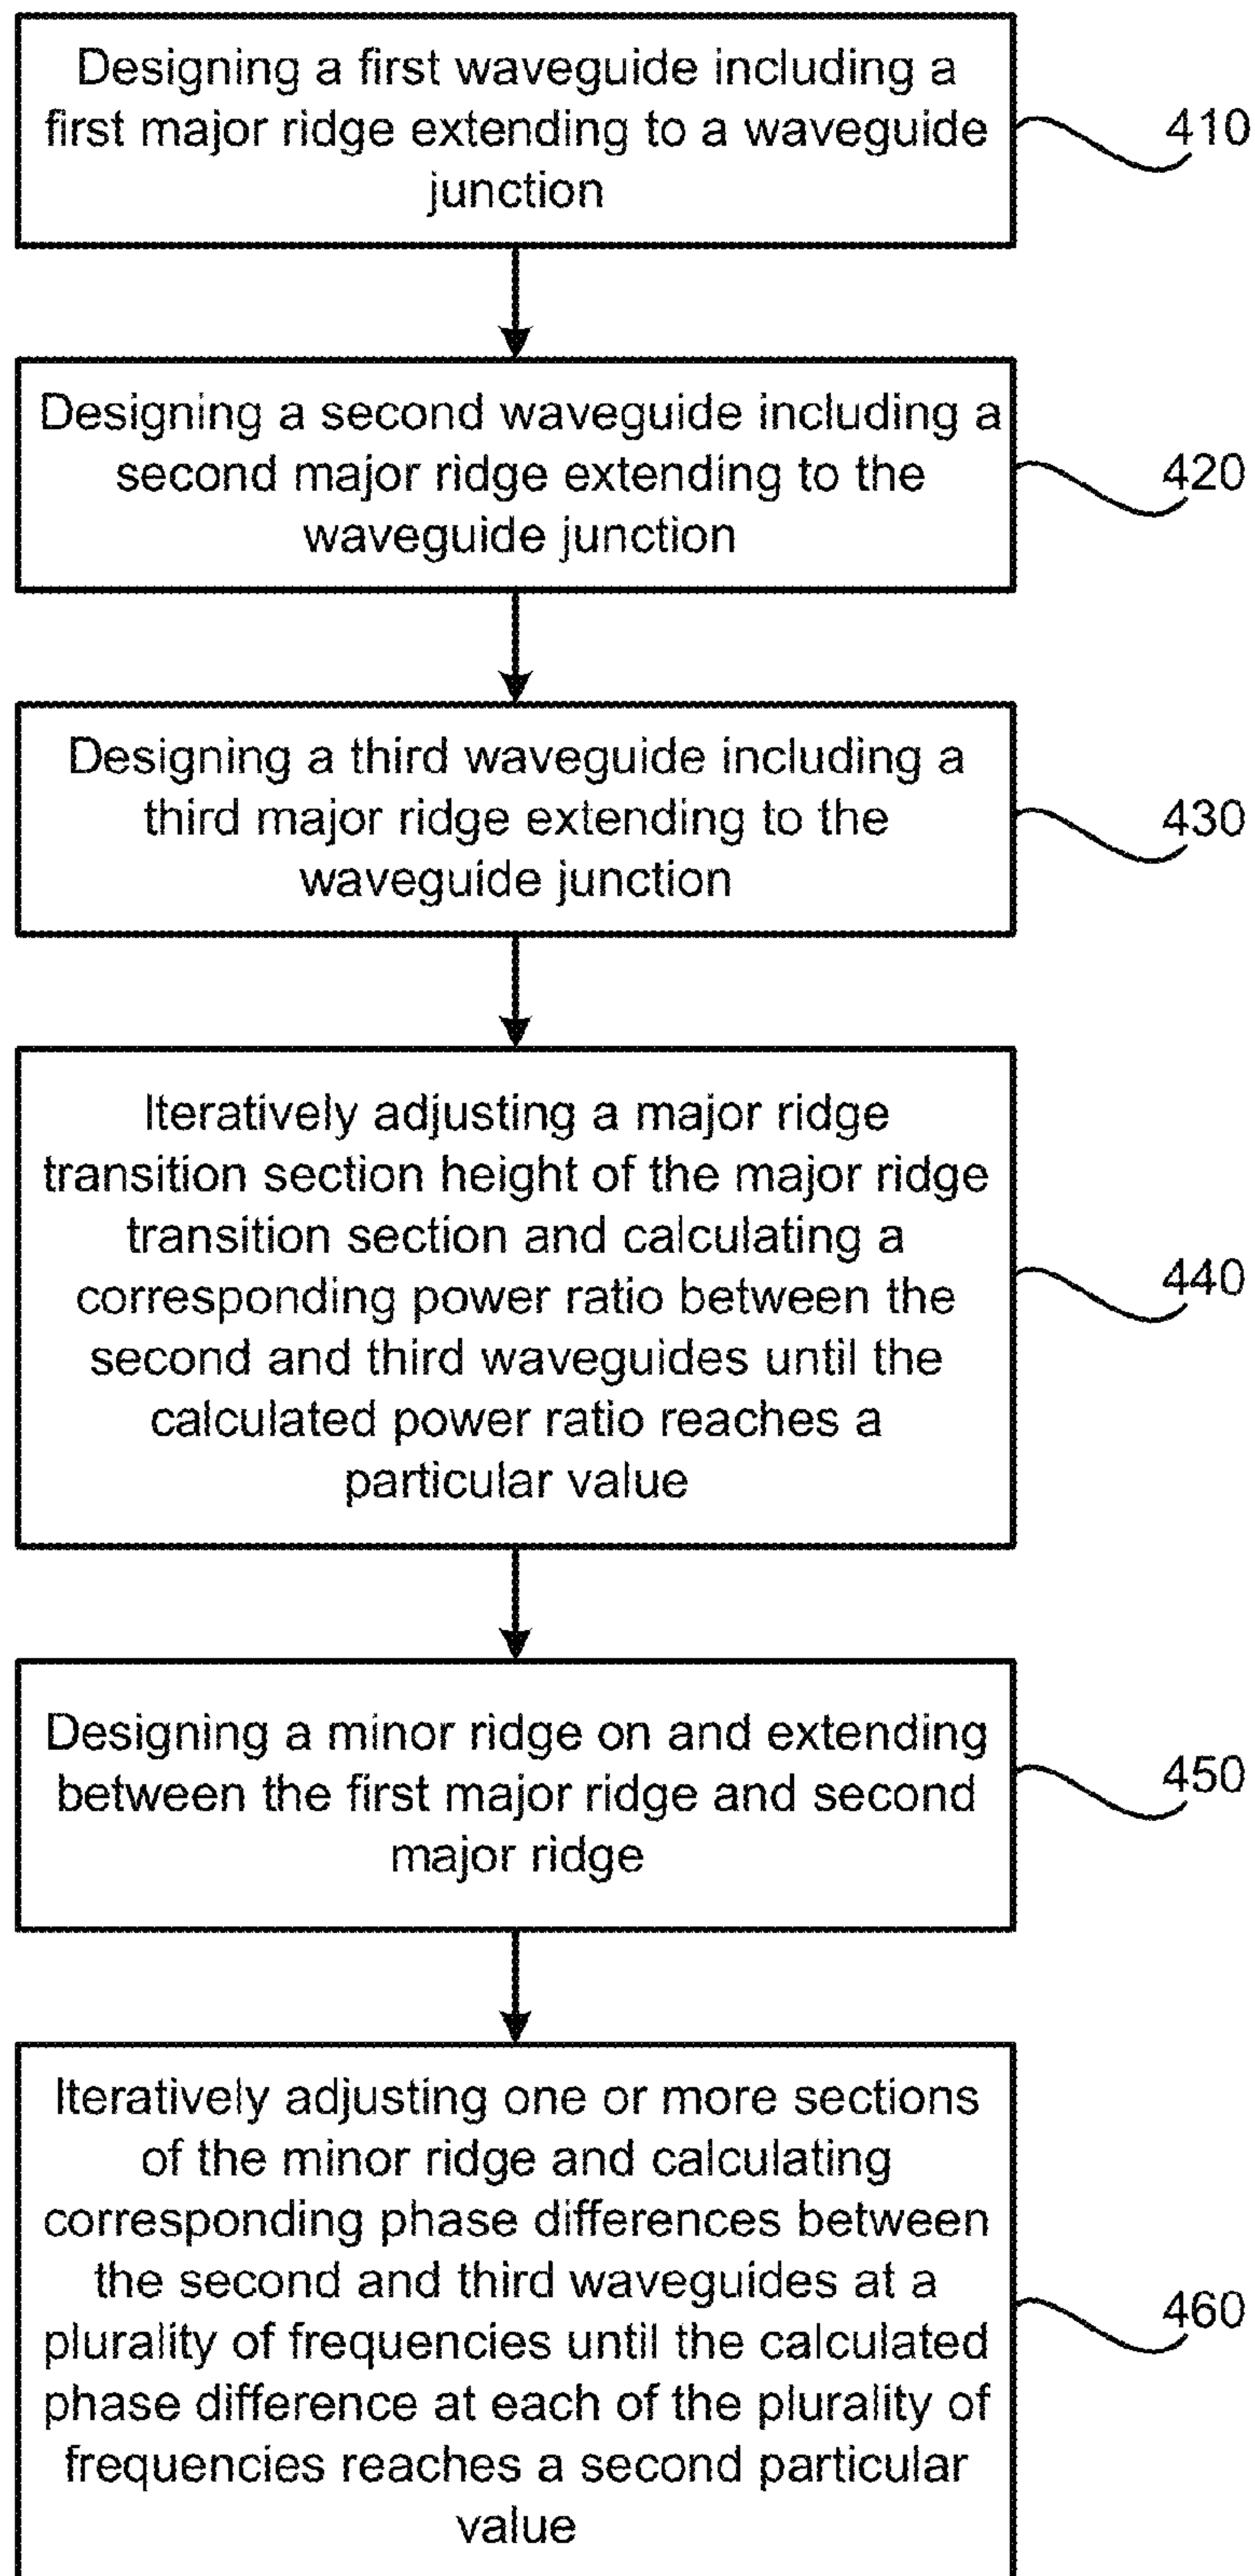 Designing a first waveguide including a
first major ridge extending to a waveguide
junction
410
Designing a second waveguide including a
second major ridge extending to the
waveguide junction
420
Designing a third waveguide including a
third major ridge extending to the
waveguide junction
430
Iteratively adjusting a major ridge
transition section height of the major ridge
transition section and calculating a
corresponding power ratio between the
second and third waveguides until the
calculated power ratio reaches a
particular value
440
Designing a minor ridge on and extending
between the first major ridge and second
major ridge
450
Iteratively adjusting one or more sections
of the minor ridge and calculating
corresponding phase differences between
the second and third waveguides at a
plurality of frequencies until the calculated
phase difference at each of the plurality of
frequencies reaches a second particular
value
460